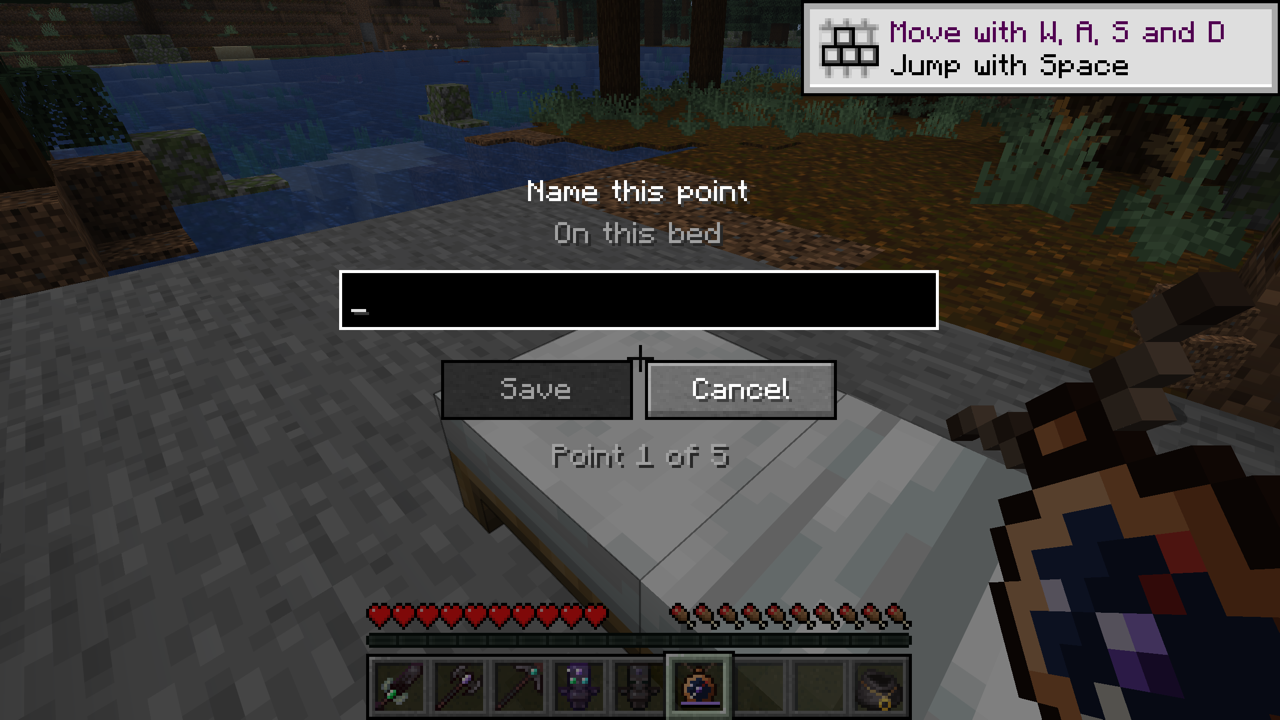 Move with W, A, S and D
Jump with Space
Name this point
On this bed
_
Save
Cancel
Point 1 of 5